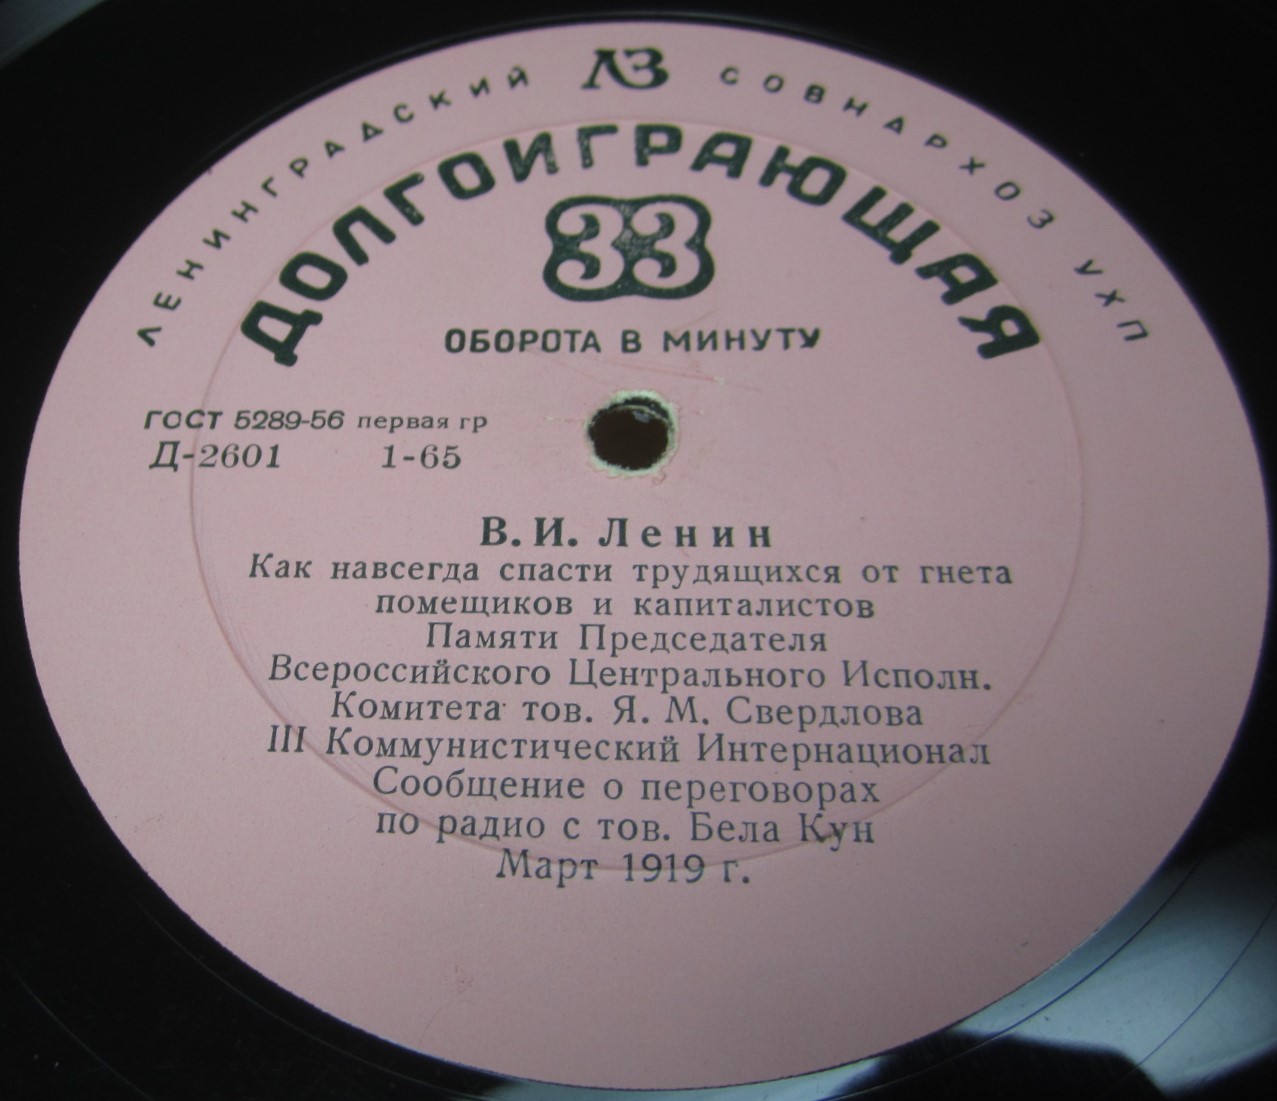 ЛЕНИНГРАДСКИЙ ЛЗ СОВНАРХОЗ УХП
ДОЛГОИГРАЮЩАЯ
33
ОБОРОТА В МИНУТУ
ГОСТ 5289-56 первая гр
Д-2601 1-65
В. И. Ленин
Как навсегда спасти трудящихся от гнета
помещиков и капиталистов
Памяти Председателя
Всероссийского Центрального Исполн.
Комитета тов. Я. М. Свердлова
III Коммунистический Интернационал
Сообщение о переговорах
по радио с тов. Бела Кун
Март 1919 г.